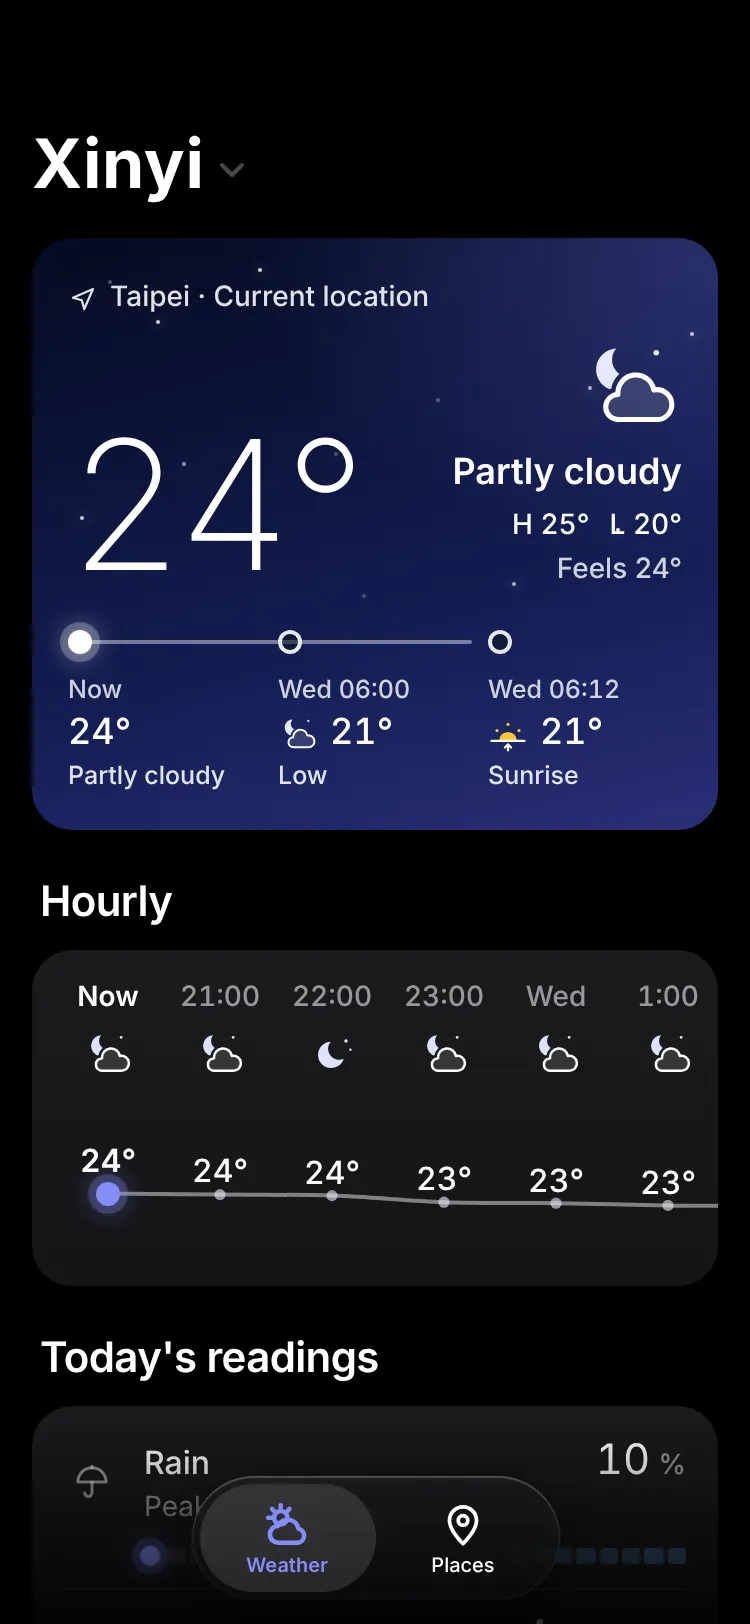 Xinyi
Taipei · Current location
24°
Partly cloudy
H 25° L 20°
Feels 24°
Now
24°
Partly cloudy
Wed 06:00
21°
Low
Wed 06:12
21°
Sunrise
Hourly
Now 21:00 22:00 23:00 Wed 1:00
24° 24° 24° 23° 23° 23°
Today's readings
Rain
10 %
Weather
Places